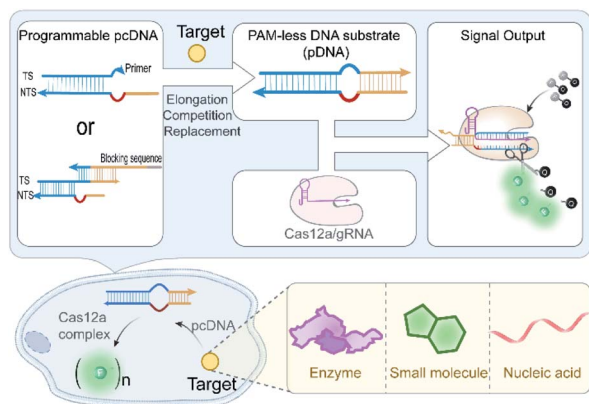 Programmable pcDNA
Primer
TS
NTS
or
Blocking sequence
TS
NTS
Target
Elongation
Competition
Replacement
PAM-less DNA substrate
(pDNA)
Cas12a/gRNA
Signal Output
Q
Q
Q
F
F
F
Cas12a
complex
pcDNA
Target
(F)n
Enzyme
Small molecule
Nucleic acid